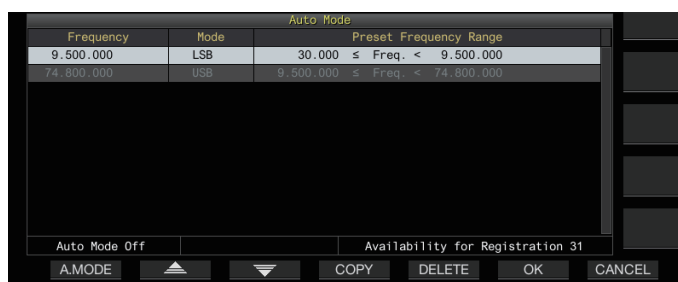 Auto Mode
Frequency Mode Preset Frequency Range
9.500.000 LSB 30.000 ≤ Freq. < 9.500.000
74.800.000 USB 9.500.000 ≤ Freq. < 74.800.000
Auto Mode Off Availability for Registration 31
A.MODE COPY DELETE OK CANCEL